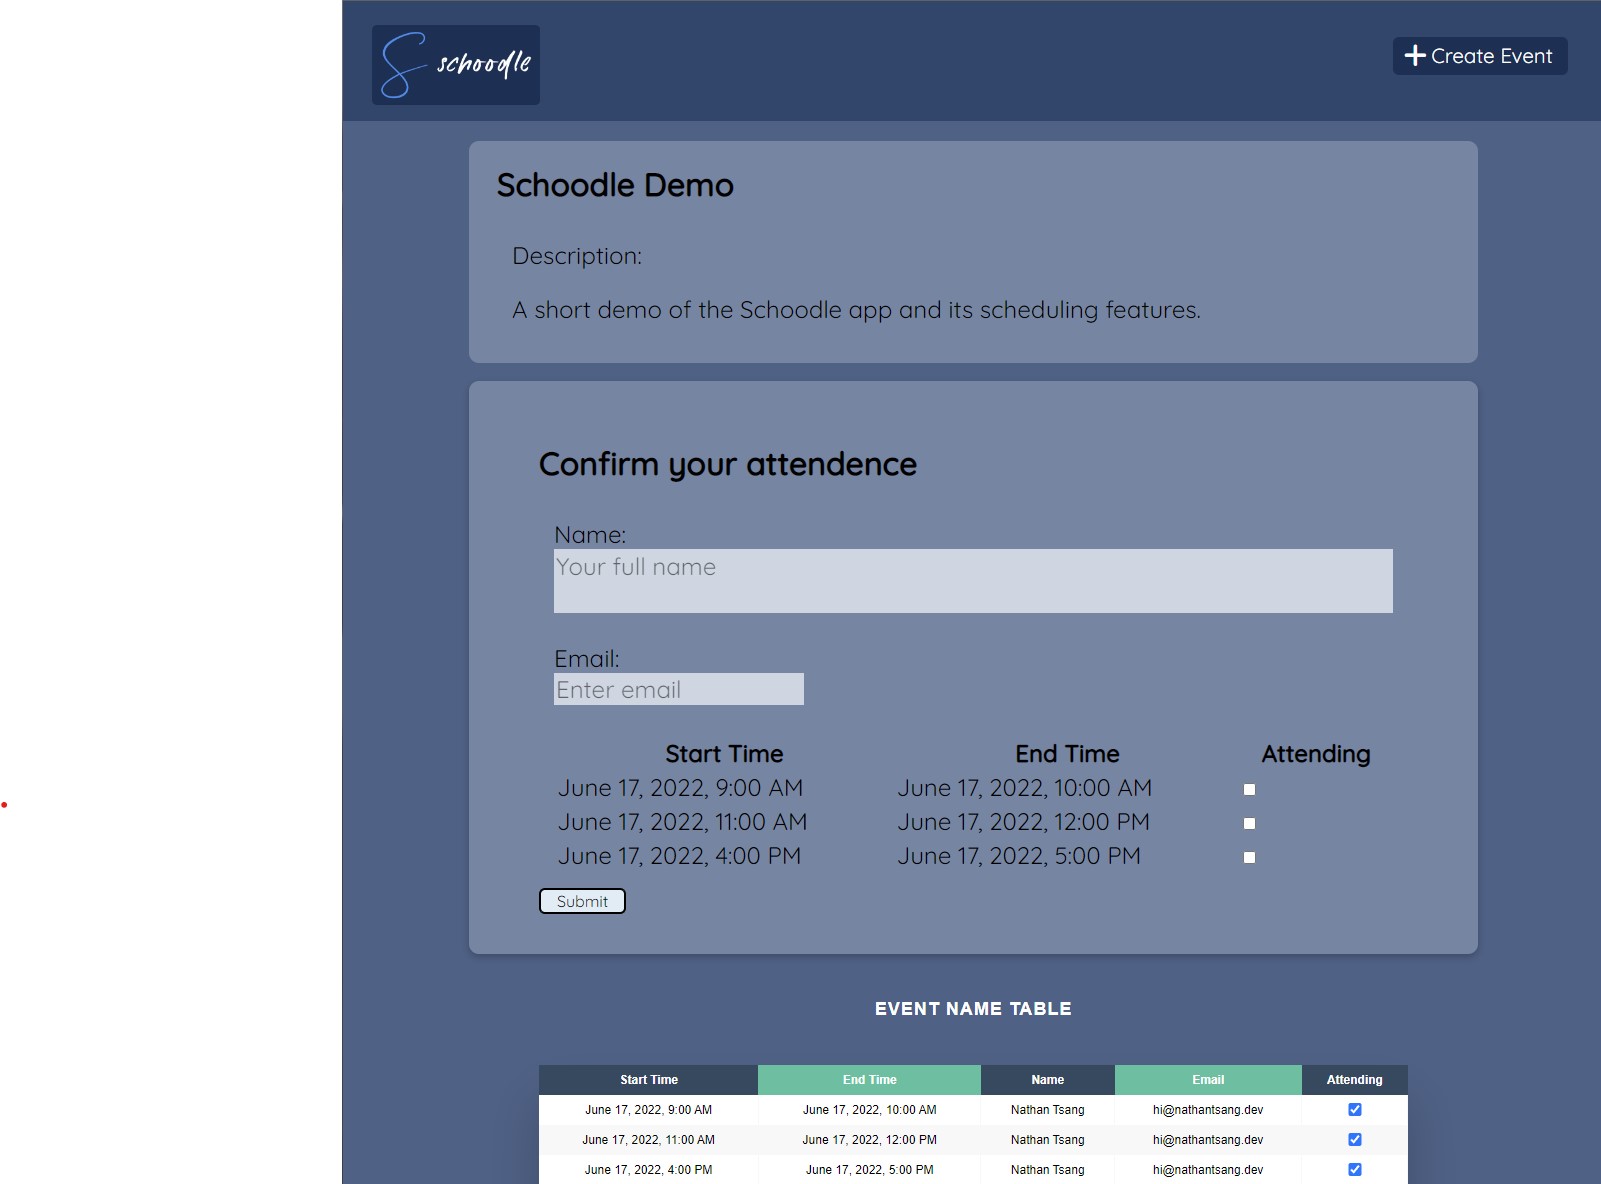 schoodle
Create Event
Schoodle Demo
Description:
A short demo of the Schoodle app and its scheduling features.
Confirm your attendence
Name:
Your full name
Email:
Enter email
Start Time End Time Attending
June 17, 2022, 9:00 AM June 17, 2022, 10:00 AM
June 17, 2022, 11:00 AM June 17, 2022, 12:00 PM
June 17, 2022, 4:00 PM June 17, 2022, 5:00 PM
Submit
EVENT NAME TABLE
Start Time End Time Name Email Attending
June 17, 2022, 9:00 AM June 17, 2022, 10:00 AM Nathan Tsang hi@nathantsang.dev
June 17, 2022, 11:00 AM June 17, 2022, 12:00 PM Nathan Tsang hi@nathantsang.dev
June 17, 2022, 4:00 PM June 17, 2022, 5:00 PM Nathan Tsang hi@nathantsang.dev